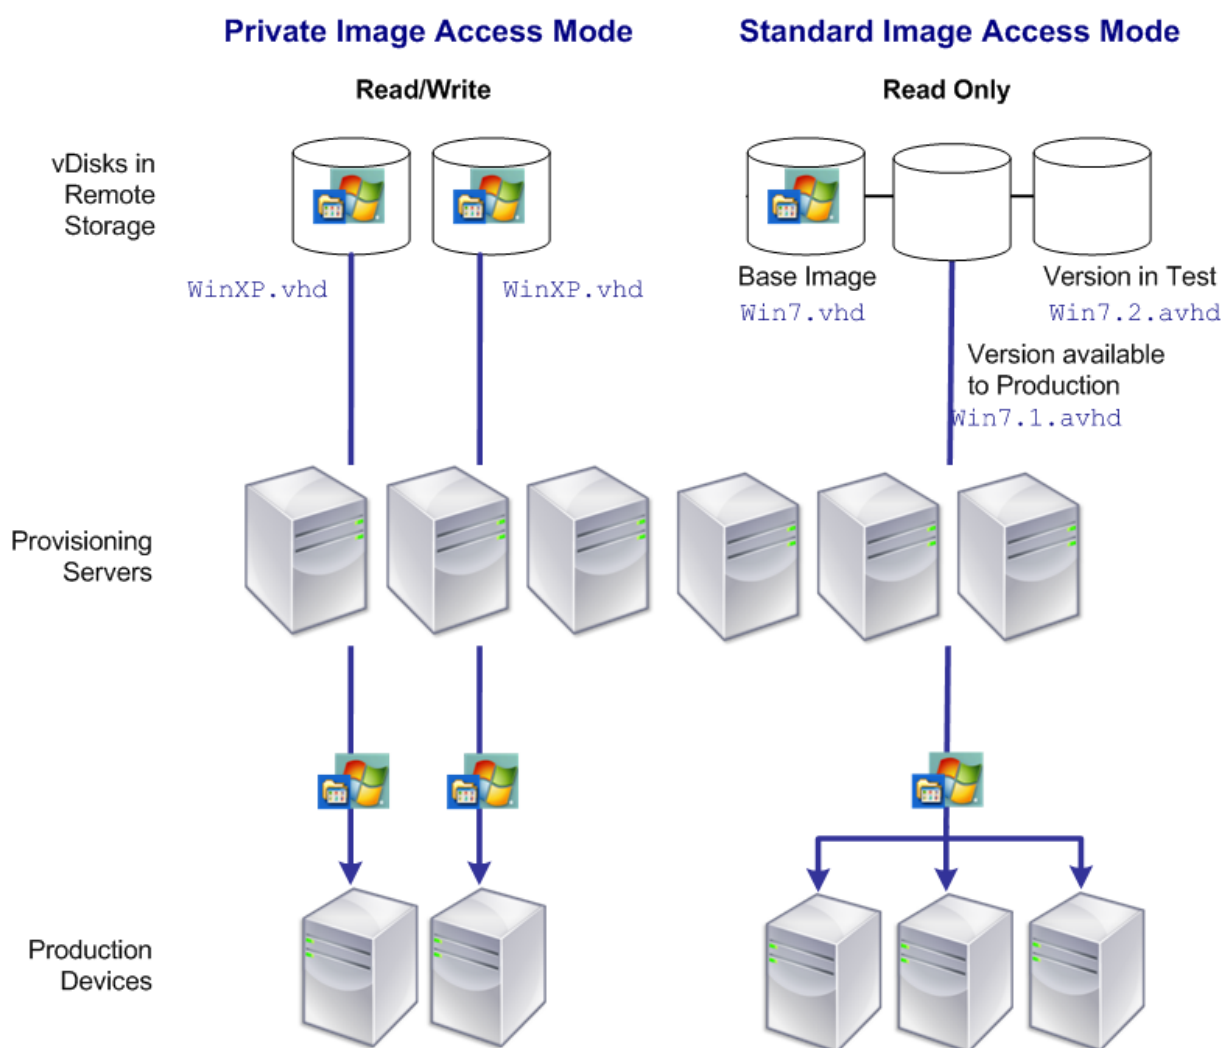 Private Image Access Mode
Standard Image Access Mode
Read/Write
Read Only
vDisks in
Remote
Storage
WinXP.vhd
WinXP.vhd
Base Image
Win7.vhd
Version in Test
Win7.2.avhd
Version available
to Production
Win7.1.avhd
Provisioning
Servers
Production
Devices